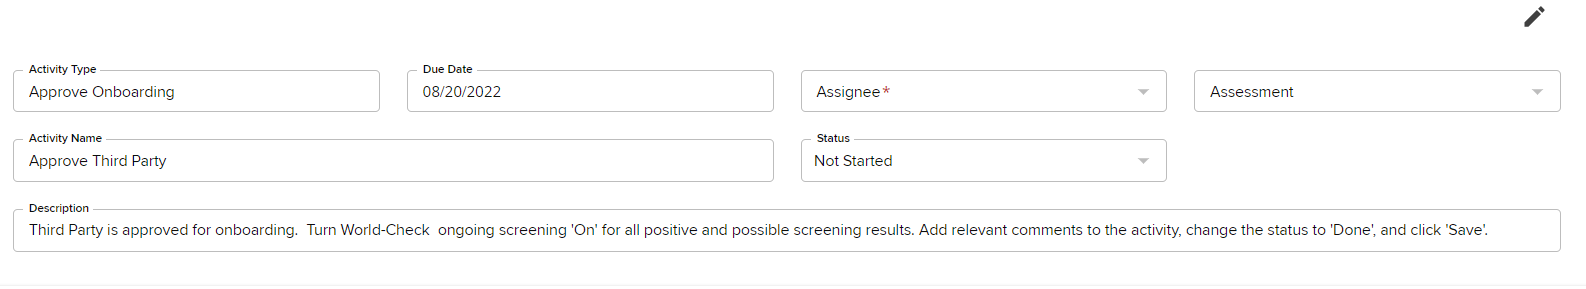 Activity Type
Approve Onboarding
Due Date
08/20/2022
Assignee*
Assessment
Activity Name
Approve Third Party
Status
Not Started
Description
Third Party is approved for onboarding.  Turn World-Check  ongoing screening 'On' for all positive and possible screening results. Add relevant comments to the activity, change the status to 'Done', and click 'Save'.